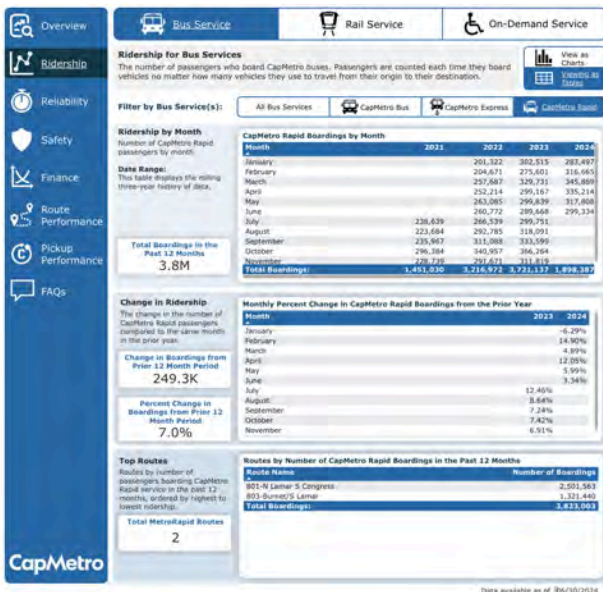 Overview
Ridership
Reliability
Safety
Finance
Route
Performance
Pickup
Performance
FAQs
CapMetro
Bus Service
Rail Service
On-Demand Service
Ridership for Bus Services
The number of passengers who board CapMetro buses. Passengers are counted each time they board
vehicles no matter how many vehicles they use to travel from their origin to their destination.
View as
Charts
Viewing as
Tables
Filter by Bus Service(s):
All Bus Services
CapMetro Bus
CapMetro Express
CapMetro Rapid
Ridership by Month
Number of CapMetro Rapid
passengers by month
Date Range:
This table displays the rolling
three-year history of data.
Total Boardings in the
Past 12 Months
3.8M
CapMetro Rapid Boardings by Month
Month 2021 2022 2023 2024
January 201,322 302,515 283,497
February 204,671 275,601 316,665
March 257,687 329,731 345,869
April 252,214 299,167 335,214
May 263,085 299,839 317,808
June 260,772 289,668 299,334
July 238,639 266,539 299,751
August 223,684 292,785 318,091
September 235,967 311,088 333,599
October 296,384 340,957 366,264
November 228,739 291,671 311,819
Total Boardings: 1,451,030 3,216,972 3,721,137 1,898,387
Change in Ridership
The change in the number of
CapMetro Rapid passengers
compared to the same month
in the prior year.
Change in Boardings from
Prior 12 Month Period
249.3K
Percent Change in
Boardings from Prior 12
Month Period
7.0%
Monthly Percent Change in CapMetro Rapid Boardings from the Prior Year
Month 2023 2024
January -6.29%
February 14.90%
March 4.89%
April 12.05%
May 5.99%
June 3.34%
July 12.46%
August 8.64%
September 7.24%
October 7.42%
November 6.91%
Top Routes
Routes by number of
passengers boarding CapMetro
Rapid service in the past 12
months, ordered by highest to
lowest ridership.
Total MetroRapid Routes
2
Routes by Number of CapMetro Rapid Boardings in the Past 12 Months
Route Name Number of Boardings
801-N Lamar S Congress 2,501,563
803-Burnet/S Lamar 1,321,440
Total Boardings: 3,823,003
Data available as of 06/30/2024